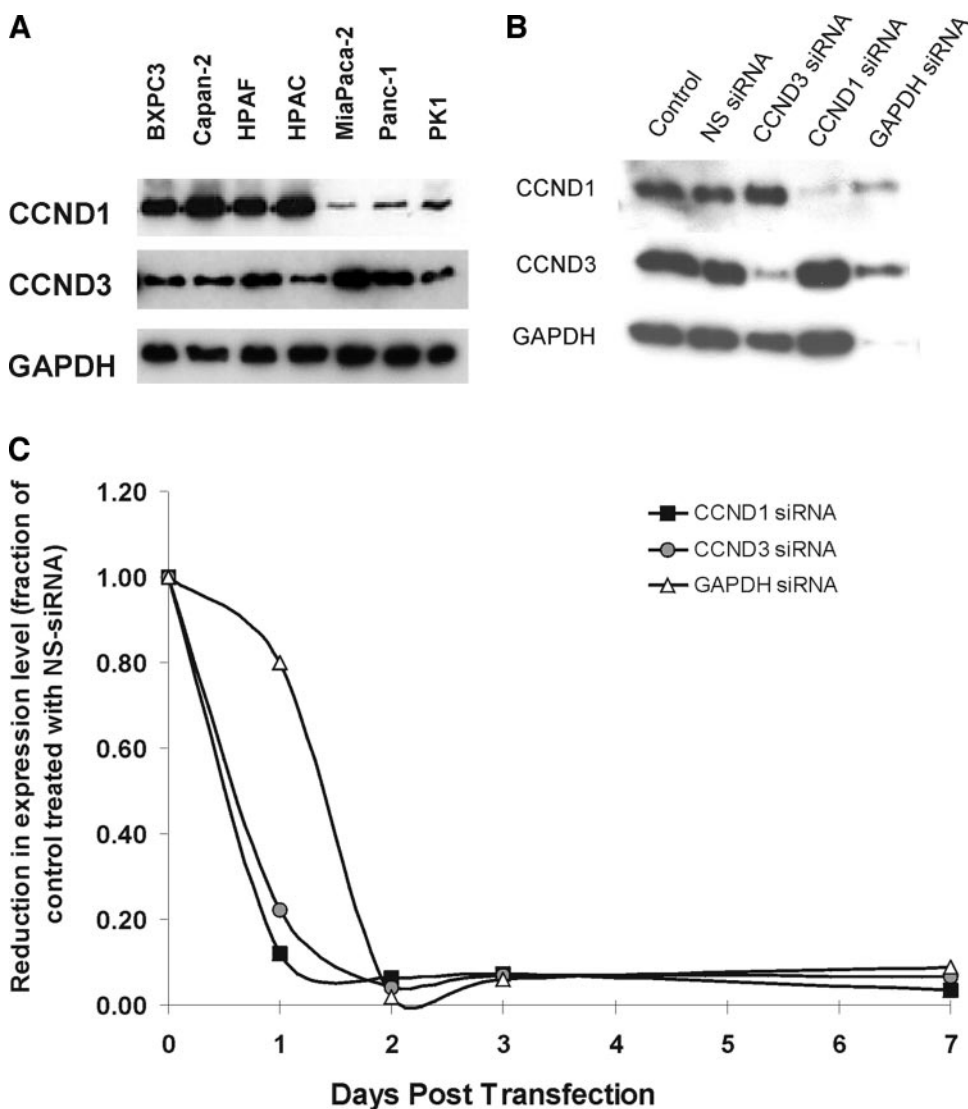 A
BXPC3
Capan-2
HPAF
HPAC
MiaPaca-2
Panc-1
PK1
CCND1
CCND3
GAPDH
B
Control
NS siRNA
CCND3 siRNA
CCND1 siRNA
GAPDH siRNA
CCND1
CCND3
GAPDH
C
Reduction in expression level (fraction of
control treated with NS-siRNA)
1.20
1.00
0.80
0.60
0.40
0.20
0.00
CCND1 siRNA
CCND3 siRNA
GAPDH siRNA
0 1 2 3 4 5 6 7
Days Post Transfection